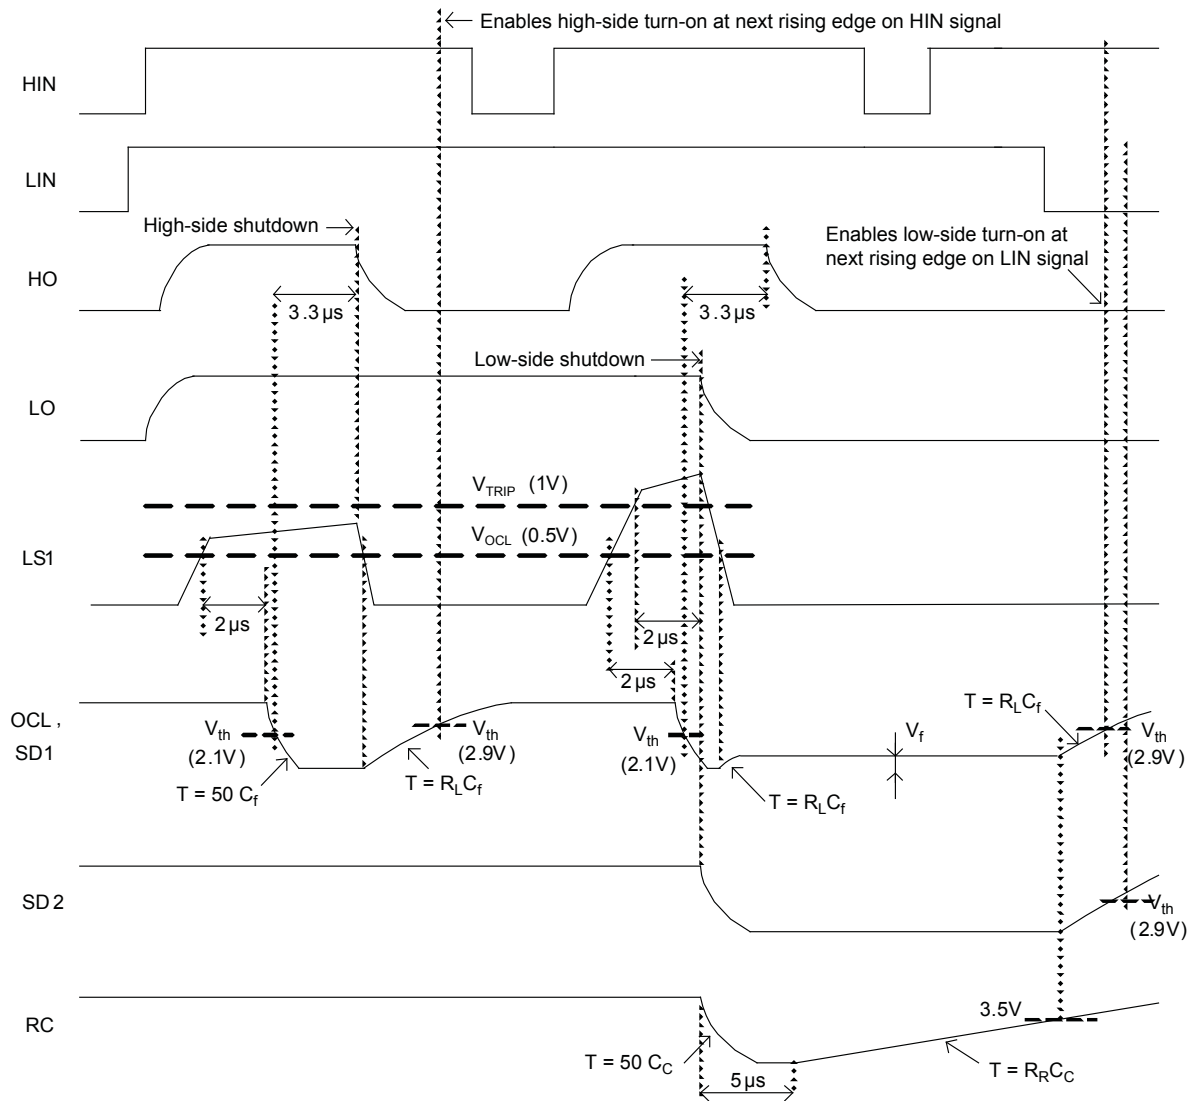 Enables high-side turn-on at next rising edge on HIN signal
HIN
LIN
High-side shutdown
Enables low-side turn-on at
next rising edge on LIN signal
HO
3.3 µs
3.3 µs
Low-side shutdown
LO
VTRIP (1V)
VOCL (0.5V)
LS1
2 µs
2 µs
2 µs
T = RLCf
OCL ,
SD1
Vth
(2.1V)
Vth
(2.9V)
Vth
(2.1V)
Vf
Vth
(2.9V)
T = 50 Cf
T = RLCf
T = RLCf
SD 2
Vth
(2.9V)
3.5V
RC
T = 50 CC
T = RRCC
5 µs